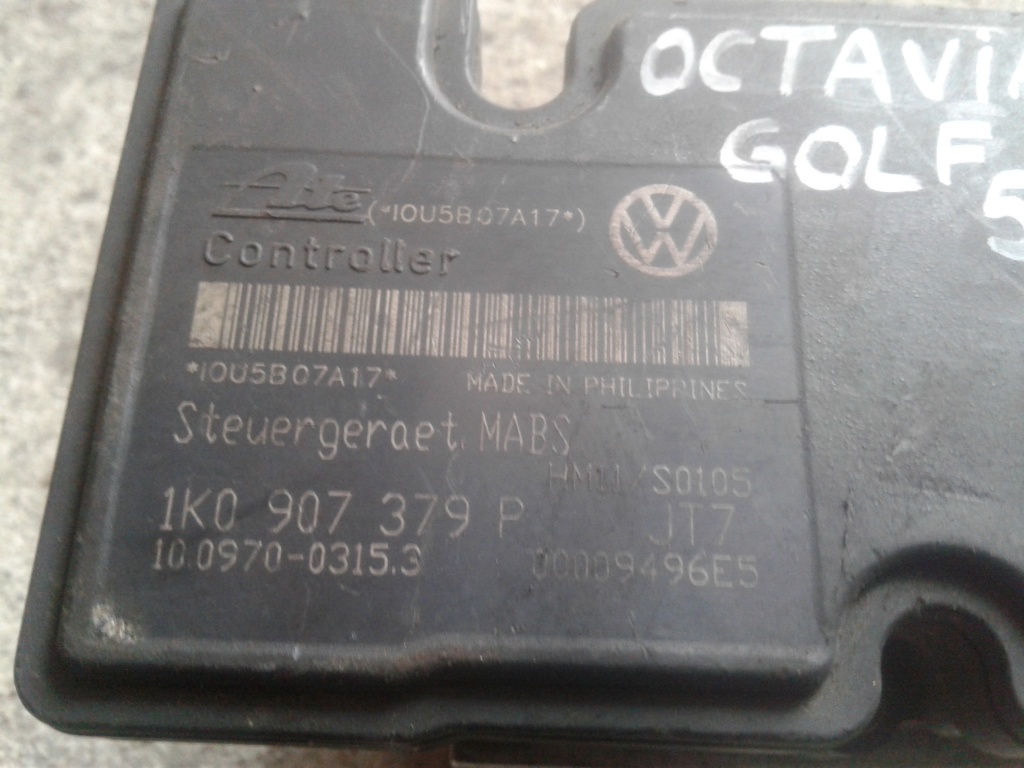 OCTAVIA
GOLF
5
Ate (*10U5B07A17*)
Controller
*10U5B07A17* MADE IN PHILIPPINES
Steuergeraet MABS
HM11/S0105
1K0 907 379 P JT7
10.0970-0315.3 00009496E5